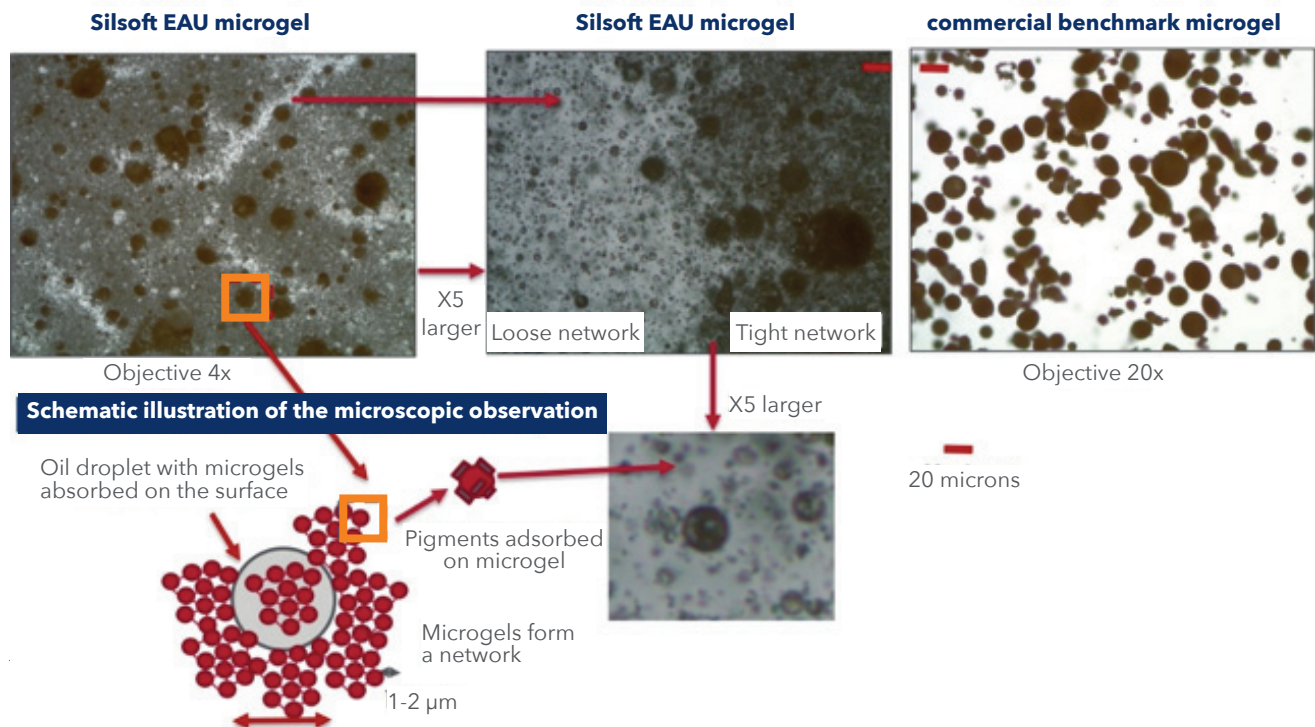 Silsoft EAU microgel
Silsoft EAU microgel
commercial benchmark microgel
X5
larger
Loose network
Tight network
Objective 4x
Objective 20x
Schematic illustration of the microscopic observation
X5 larger
Oil droplet with microgels
absorbed on the surface
20 microns
Pigments adsorbed
on microgel
Microgels form
a network
1-2 µm